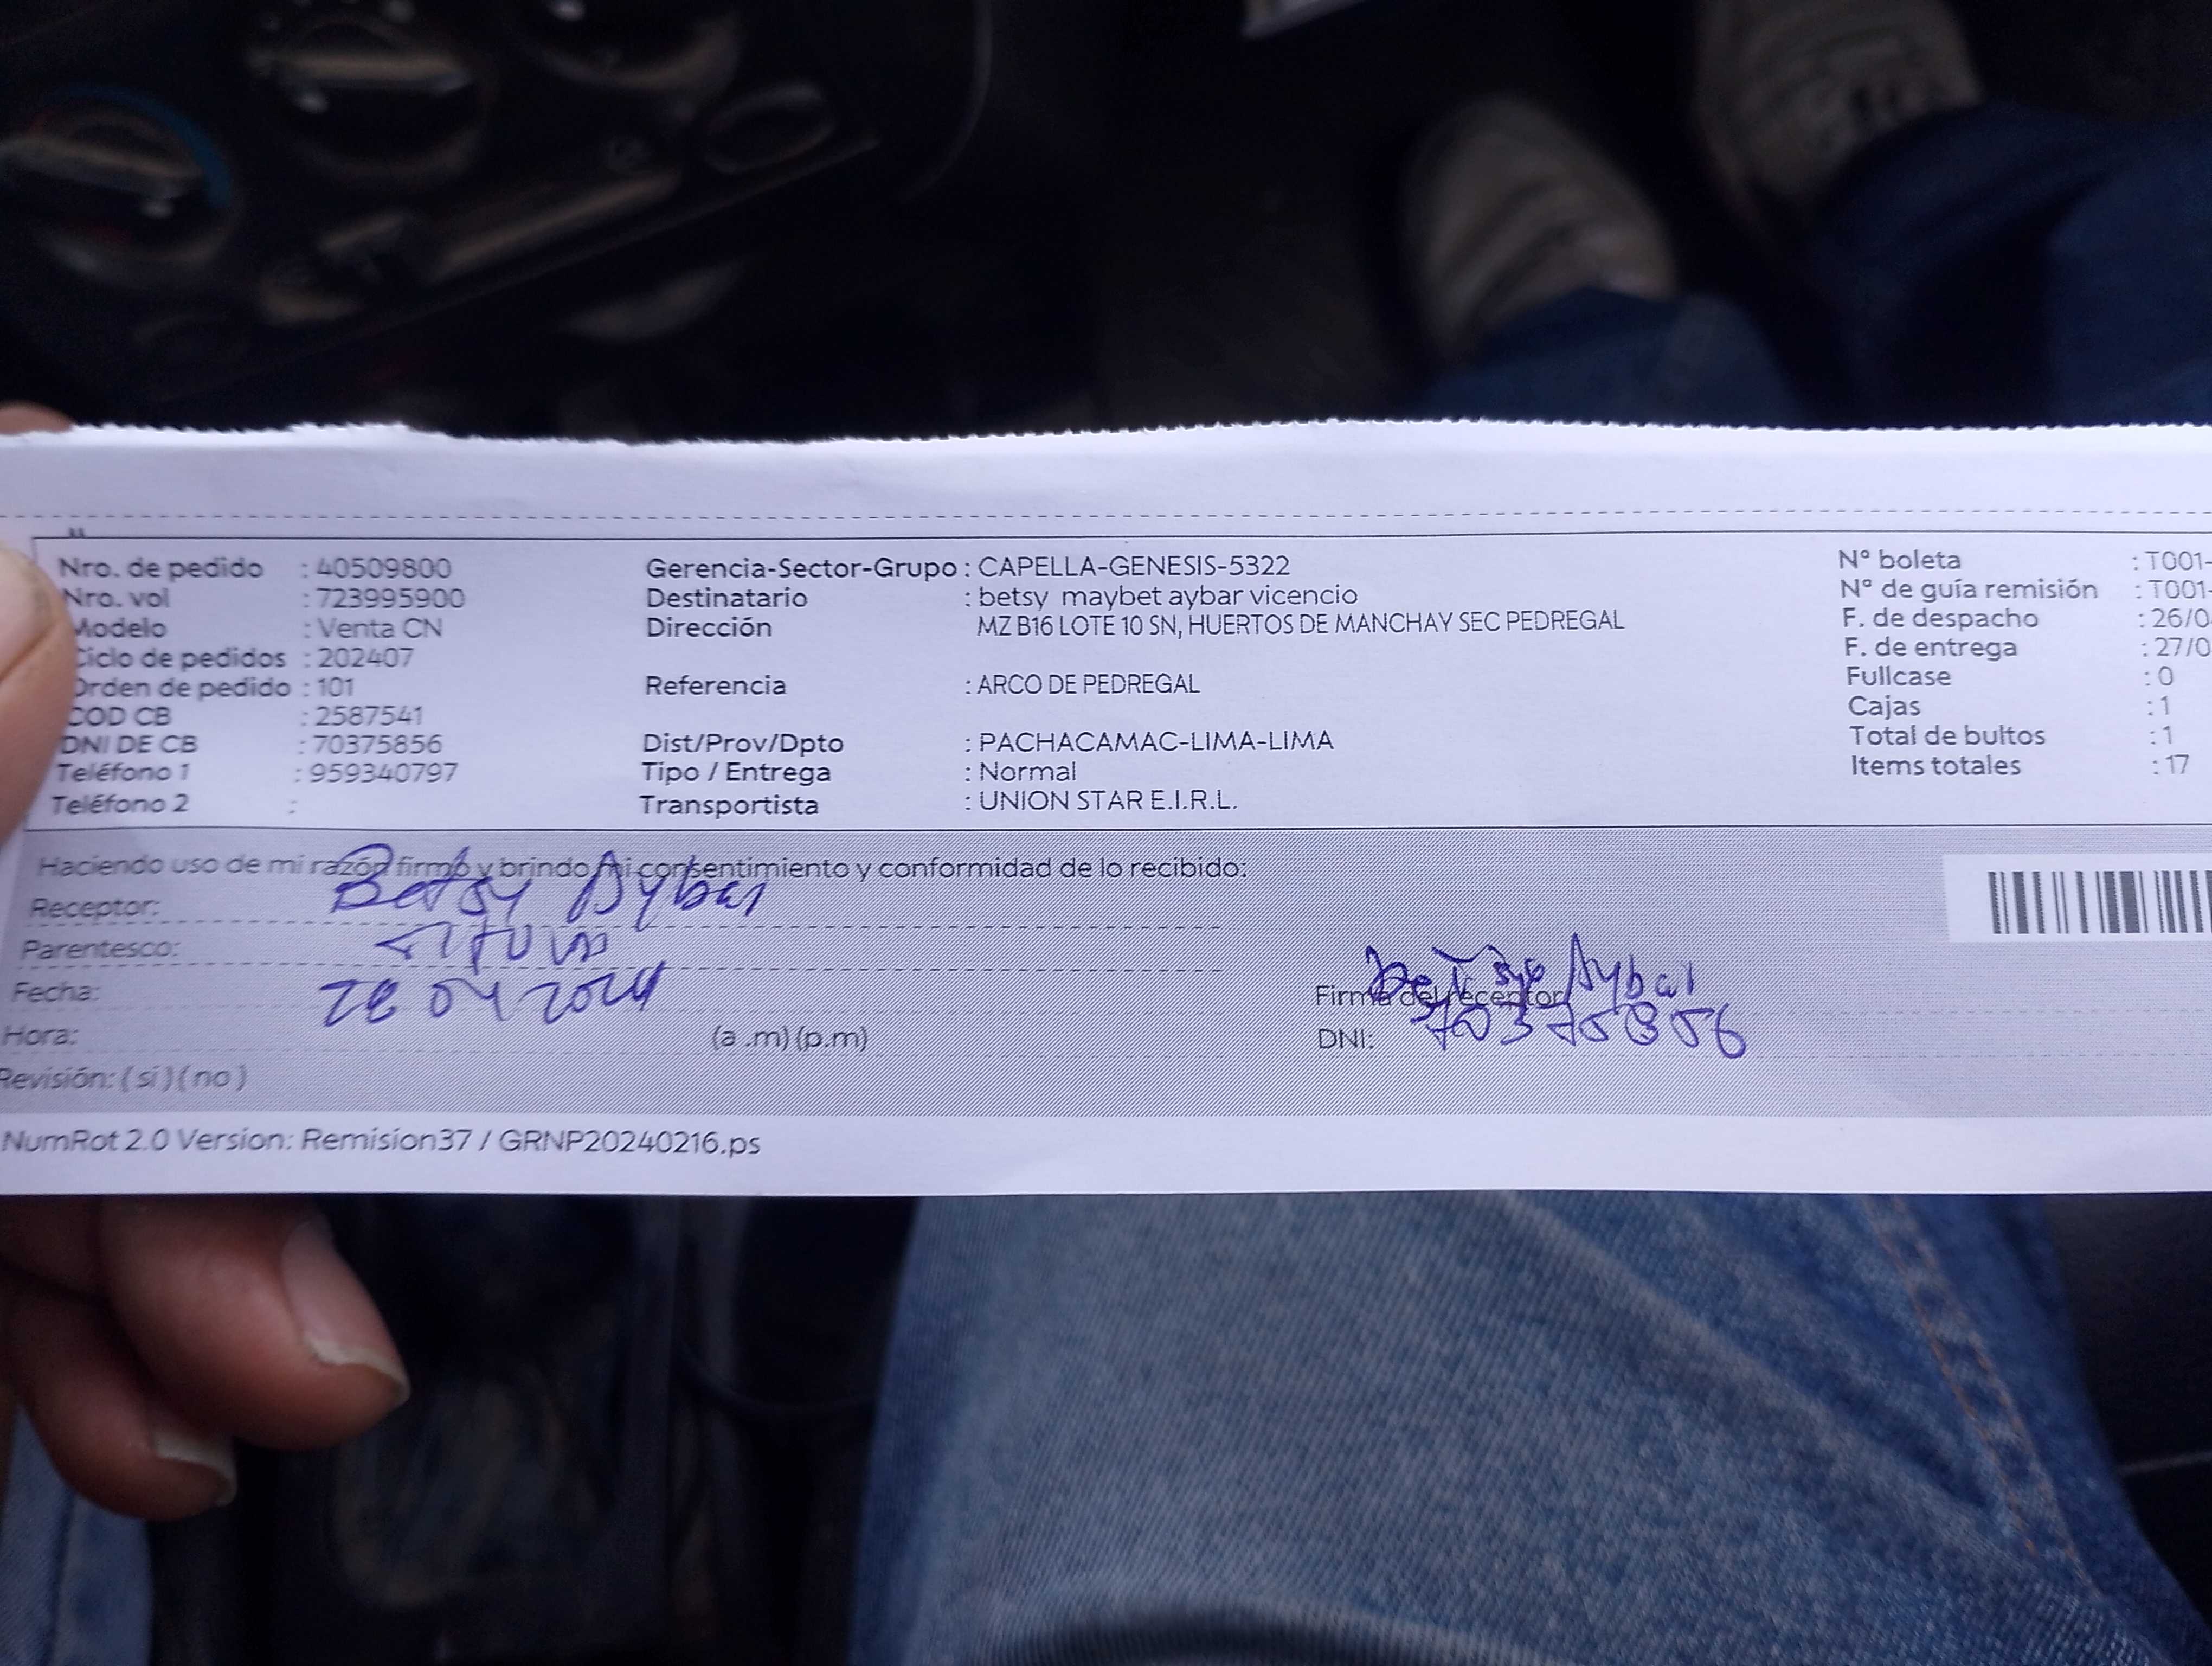 Nro. de pedido : 40509800 Gerencia-Sector-Grupo : CAPELLA-GENESIS-5322 N° boleta : T001-
Nro. vol : 723995900 Destinatario : betsy maybet aybar vicencio N° de guía remisión : T001-
Modelo : Venta CN Dirección MZ B16 LOTE 10 SN, HUERTOS DE MANCHAY SEC PEDREGAL F. de despacho : 26/0
Ciclo de pedidos : 202407 F. de entrega : 27/0
Orden de pedido : 101 Referencia : ARCO DE PEDREGAL Fullcase : 0
COD CB : 2587541 Cajas : 1
DNI DE CB : 70375856 Dist/Prov/Dpto : PACHACAMAC-LIMA-LIMA Total de bultos : 1
Teléfono 1 : 959340797 Tipo / Entrega : Normal Items totales : 17
Teléfono 2 : Transportista : UNION STAR E.I.R.L.
Haciendo uso de mi razón firmo y brindo mi consentimiento y conformidad de lo recibido:
Receptor: Betsy Aybar
Parentesco:
Fecha: 28 04 2024 Firma del receptor Betsy Aybar
Hora: (a .m) (p.m) DNI: 70375856
Revisión: ( si ) ( no )
NumRot 2.0 Version: Remision37 / GRNP20240216.ps